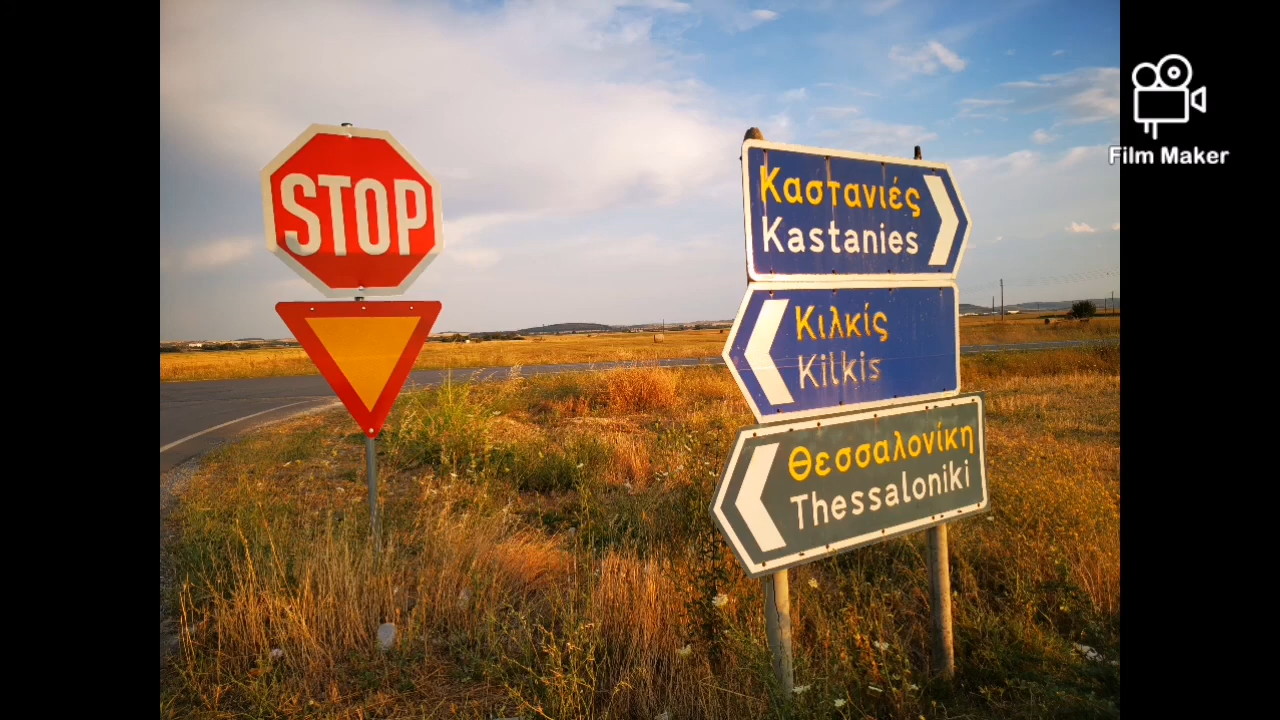 STOP
Καστανιές
Kastanies
Κιλκίς
Kilkis
Θεσσαλονίκη
Thessaloniki
Film Maker